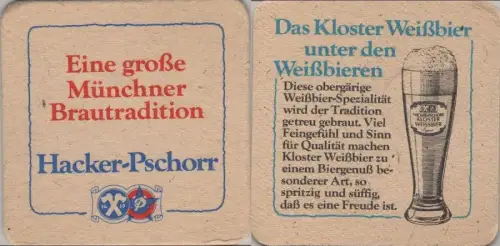 Eine große
Münchner
Brautradition
Hacker-Pschorr
Das Kloster Weißbier
unter den
Weißbieren
Diese obergärige
Weißbier-Spezialität
wird der Tradition
getreu gebraut. Viel
Feingefühl und Sinn
für Qualität machen
Kloster Weißbier zu
einem Biergenuß be-
sonderer Art, so
spritzig und süffig,
daß es eine Freude ist.
KLOSTER
WEISSBIER